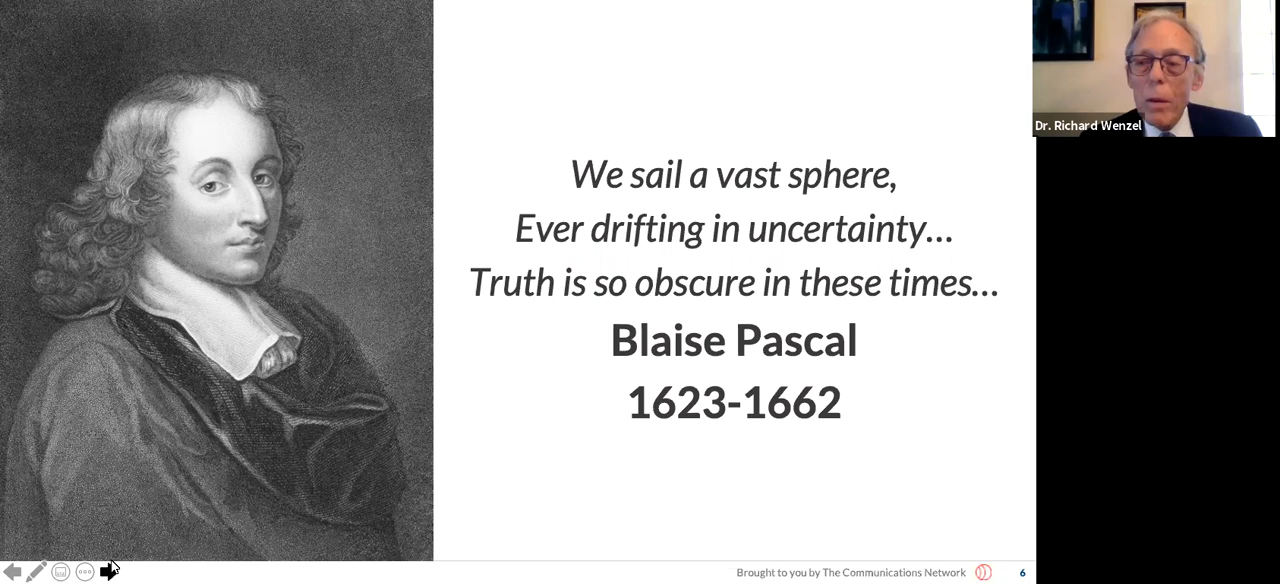 We sail a vast sphere,
Ever drifting in uncertainty...
Truth is so obscure in these times...
Blaise Pascal
1623-1662
Dr. Richard Wenzel
Brought to you by The Communications Network
6